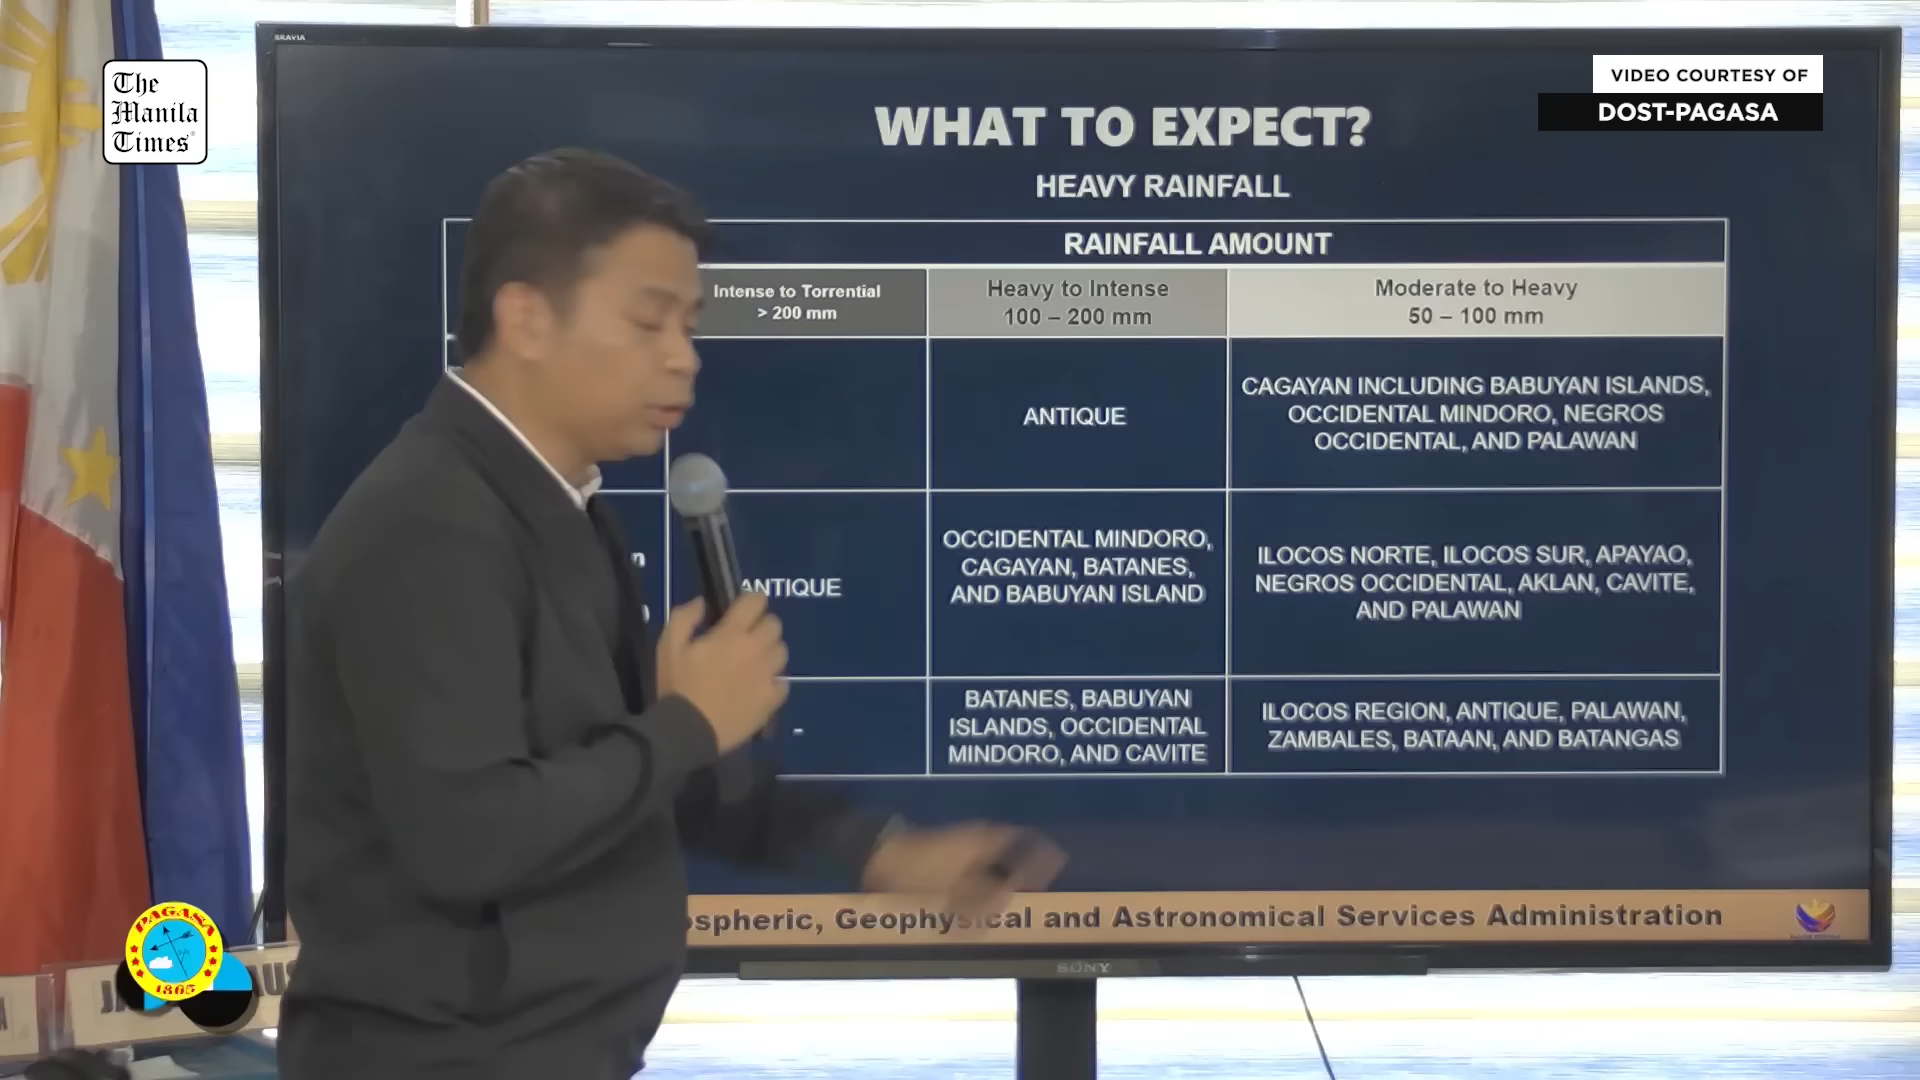 BRAVIA
The
Manila
Times
VIDEO COURTESY OF
DOST-PAGASA
WHAT TO EXPECT?
HEAVY RAINFALL
RAINFALL AMOUNT
Intense to Torrential
> 200 mm
Heavy to Intense
100 – 200 mm
Moderate to Heavy
50 – 100 mm
ANTIQUE
CAGAYAN INCLUDING BABUYAN ISLANDS,
OCCIDENTAL MINDORO, NEGROS
OCCIDENTAL, AND PALAWAN
ANTIQUE
OCCIDENTAL MINDORO,
CAGAYAN, BATANES,
AND BABUYAN ISLAND
ILOCOS NORTE, ILOCOS SUR, APAYAO,
NEGROS OCCIDENTAL, AKLAN, CAVITE,
AND PALAWAN
-
BATANES, BABUYAN
ISLANDS, OCCIDENTAL
MINDORO, AND CAVITE
ILOCOS REGION, ANTIQUE, PALAWAN,
ZAMBALES, BATAAN, AND BATANGAS
ospheric, Geophysical and Astronomical Services Administration
SONY
PAGASA
1865